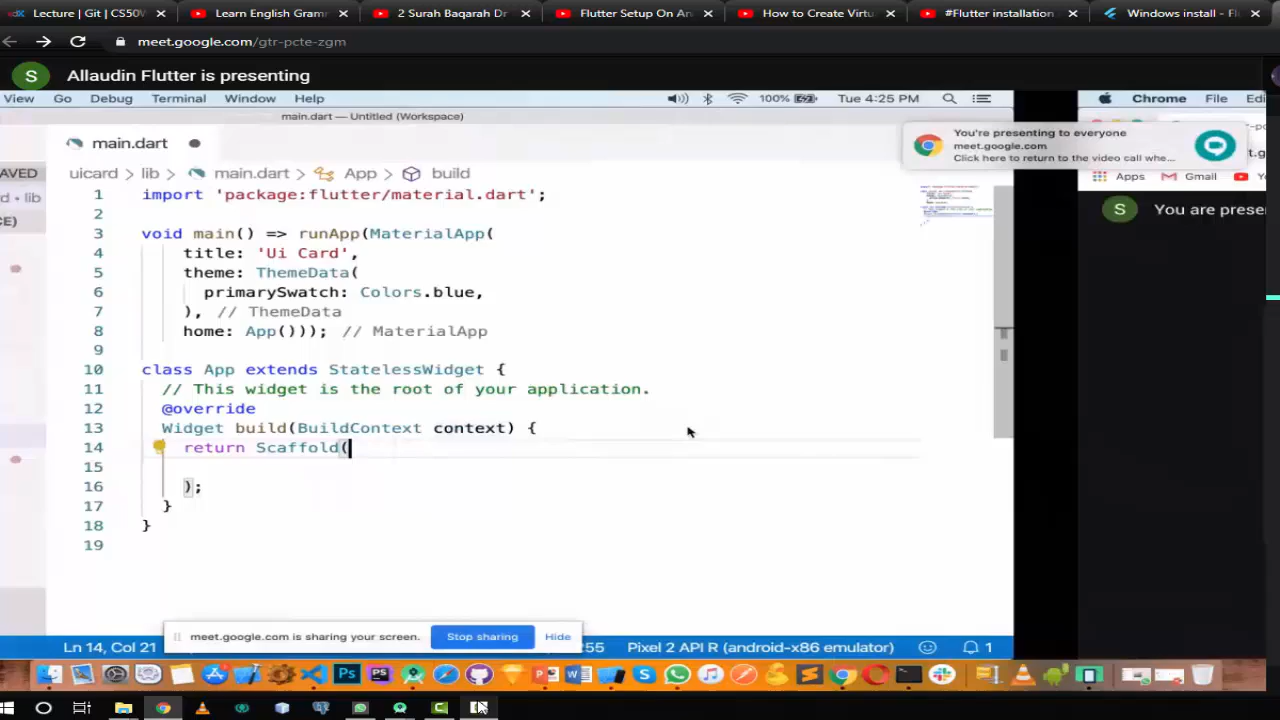 Lecture | Git | CS50W
Learn English Gram
2 Surah Baqarah Dr
Flutter Setup On An
How to Create Virtu
#Flutter installation
Windows install - Fl
meet.google.com/gtr-pcte-zgm
S
Allaudin Flutter is presenting
View Go Debug Terminal Window Help
100%
Tue 4:25 PM
Chrome File Edi
main.dart — Untitled (Workspace)
main.dart
You're presenting to everyone
meet.google.com
Click here to return to the video call whe...
Apps
Gmail
S
You are prese
AVED
uicard › lib › main.dart › App › build
d • lib
CE)
1 import 'package:flutter/material.dart';
2
3 void main() => runApp(MaterialApp(
4 title: 'Ui Card',
5 theme: ThemeData(
6 primarySwatch: Colors.blue,
7 ), // ThemeData
8 home: App())); // MaterialApp
9
10 class App extends StatelessWidget {
11 // This widget is the root of your application.
12 @override
13 Widget build(BuildContext context) {
14 return Scaffold(
15
16 );
17 }
18 }
19
meet.google.com is sharing your screen.
Stop sharing
Hide
Ln 14, Col 21
55
Pixel 2 API R (android-x86 emulator)
1